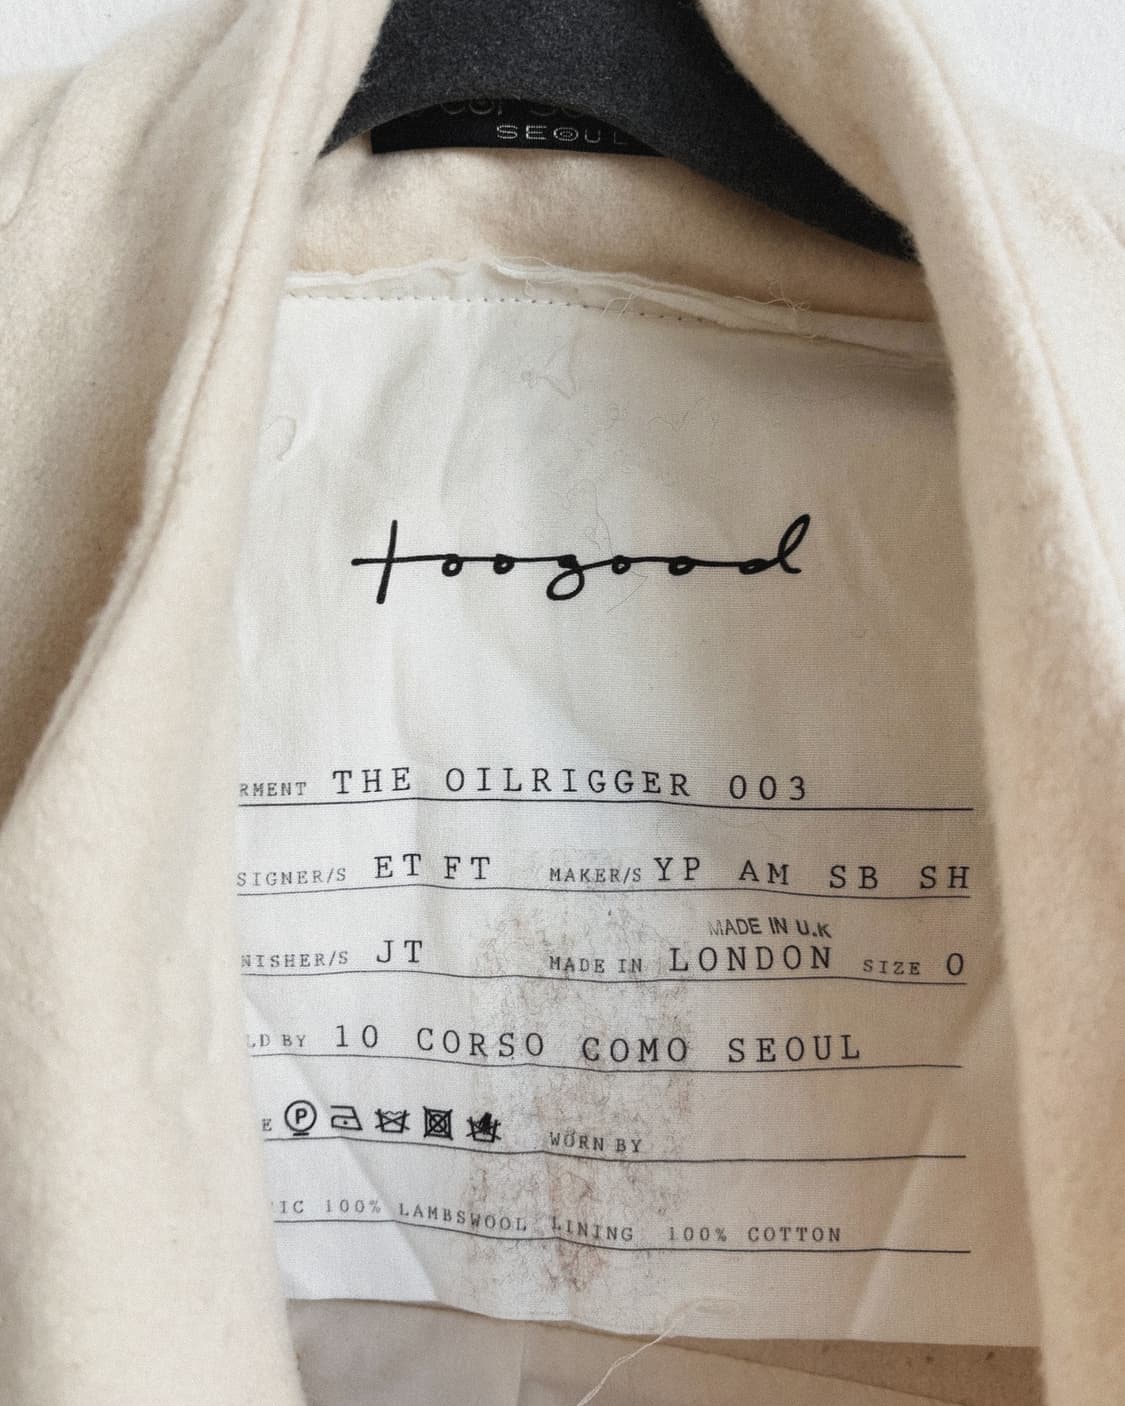 SEOUL
toogood
RMENT THE OILRIGGER 003
SIGNER/S ET FT MAKER/S YP AM SB SH
MADE IN U.K
NISHER/S JT MADE IN LONDON SIZE 0
LD BY 10 CORSO COMO SEOUL
E P WORN BY
IC 100% LAMBSWOOL LINING 100% COTTON